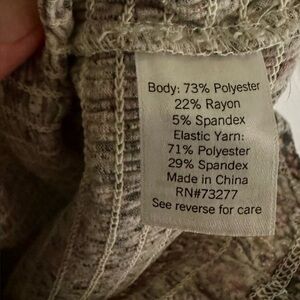 Body: 73% Polyester
22% Rayon
5% Spandex
Elastic Yarn:
71% Polyester
29% Spandex
Made in China
RN#73277
See reverse for care